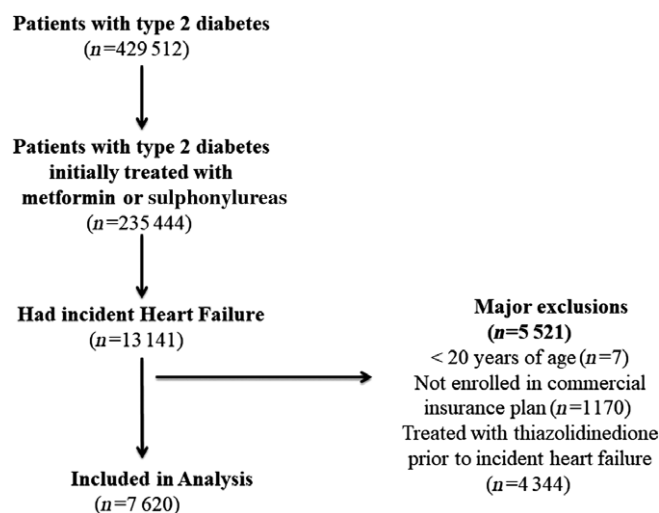 Patients with type 2 diabetes
(n=429 512)
Patients with type 2 diabetes
initially treated with
metformin or sulphonylureas
(n=235 444)
Had incident Heart Failure
(n=13 141)
Major exclusions
(n=5 521)
< 20 years of age (n=7)
Not enrolled in commercial
insurance plan (n=1170)
Treated with thiazolidinedione
prior to incident heart failure
(n=4 344)
Included in Analysis
(n=7 620)